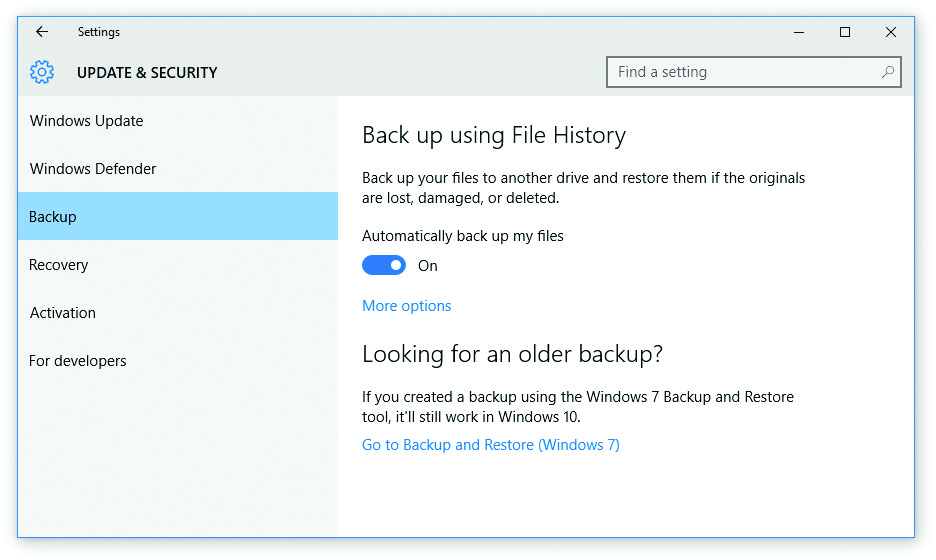 Settings
UPDATE & SECURITY
Find a setting
Windows Update
Windows Defender
Backup
Recovery
Activation
For developers
Back up using File History
Back up your files to another drive and restore them if the originals
are lost, damaged, or deleted.
Automatically back up my files
On
More options
Looking for an older backup?
If you created a backup using the Windows 7 Backup and Restore
tool, it'll still work in Windows 10.
Go to Backup and Restore (Windows 7)